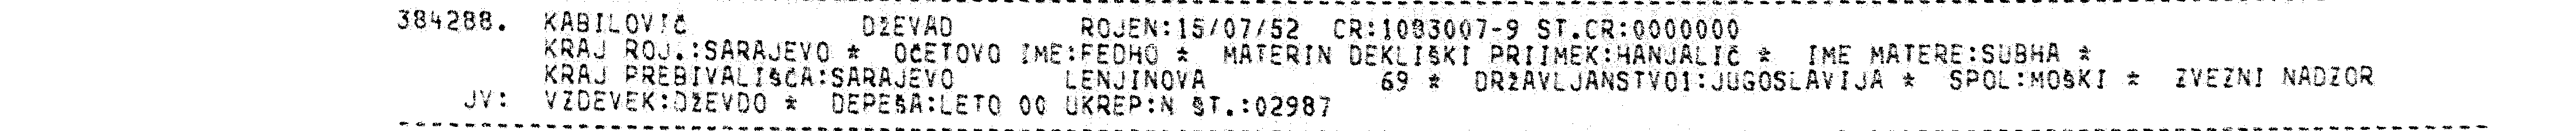 384288. KABILOVIČ DŽEVAD ROJEN:15/07/52 CR:1083007-9 ST.CR:0000000
KRAJ ROJ.:SARAJEVO * OČETOVO IME:FEDHO * MATERIN DEKLIŠKI PRIIMEK:HANJALIČ * IME MATERE:SUBHA *
KRAJ PREBIVALIŠČA:SARAJEVO LENJINOVA 69 * DRŽAVLJANSTVO1:JUGOSLAVIJA * SPOL:MOŠKI * ZVEZNI NADZOR
JV: VZDEVEK:DŽEVDO * DEPEŠA:LETO 00 UKREP:N ŠT.:02987